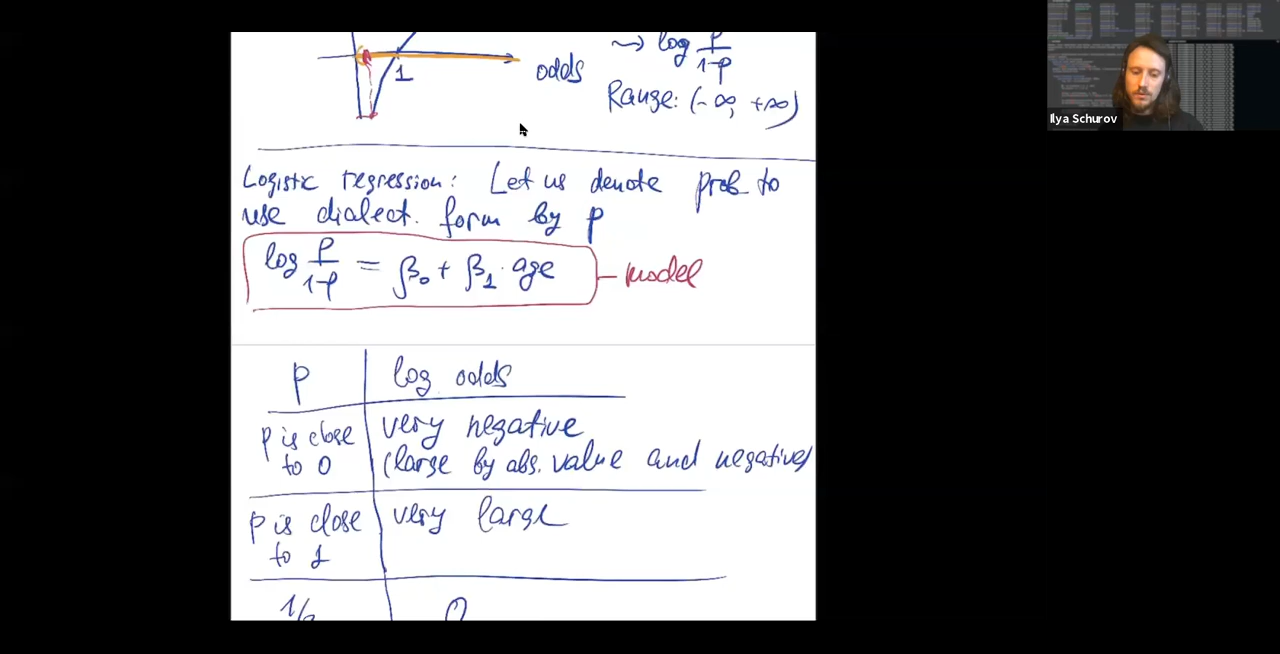 ~> log p/1-p
1
odds
Range: (-∞, +∞)
Ilya Schurov
Logistic regression: Let us denote prob to
use dialect. form by p
log p/1-p = β₀ + β₁ · age — model
p | log odds
p is close to 0 | very negative
(large by abs. value and negative)
p is close to 1 | very large
0